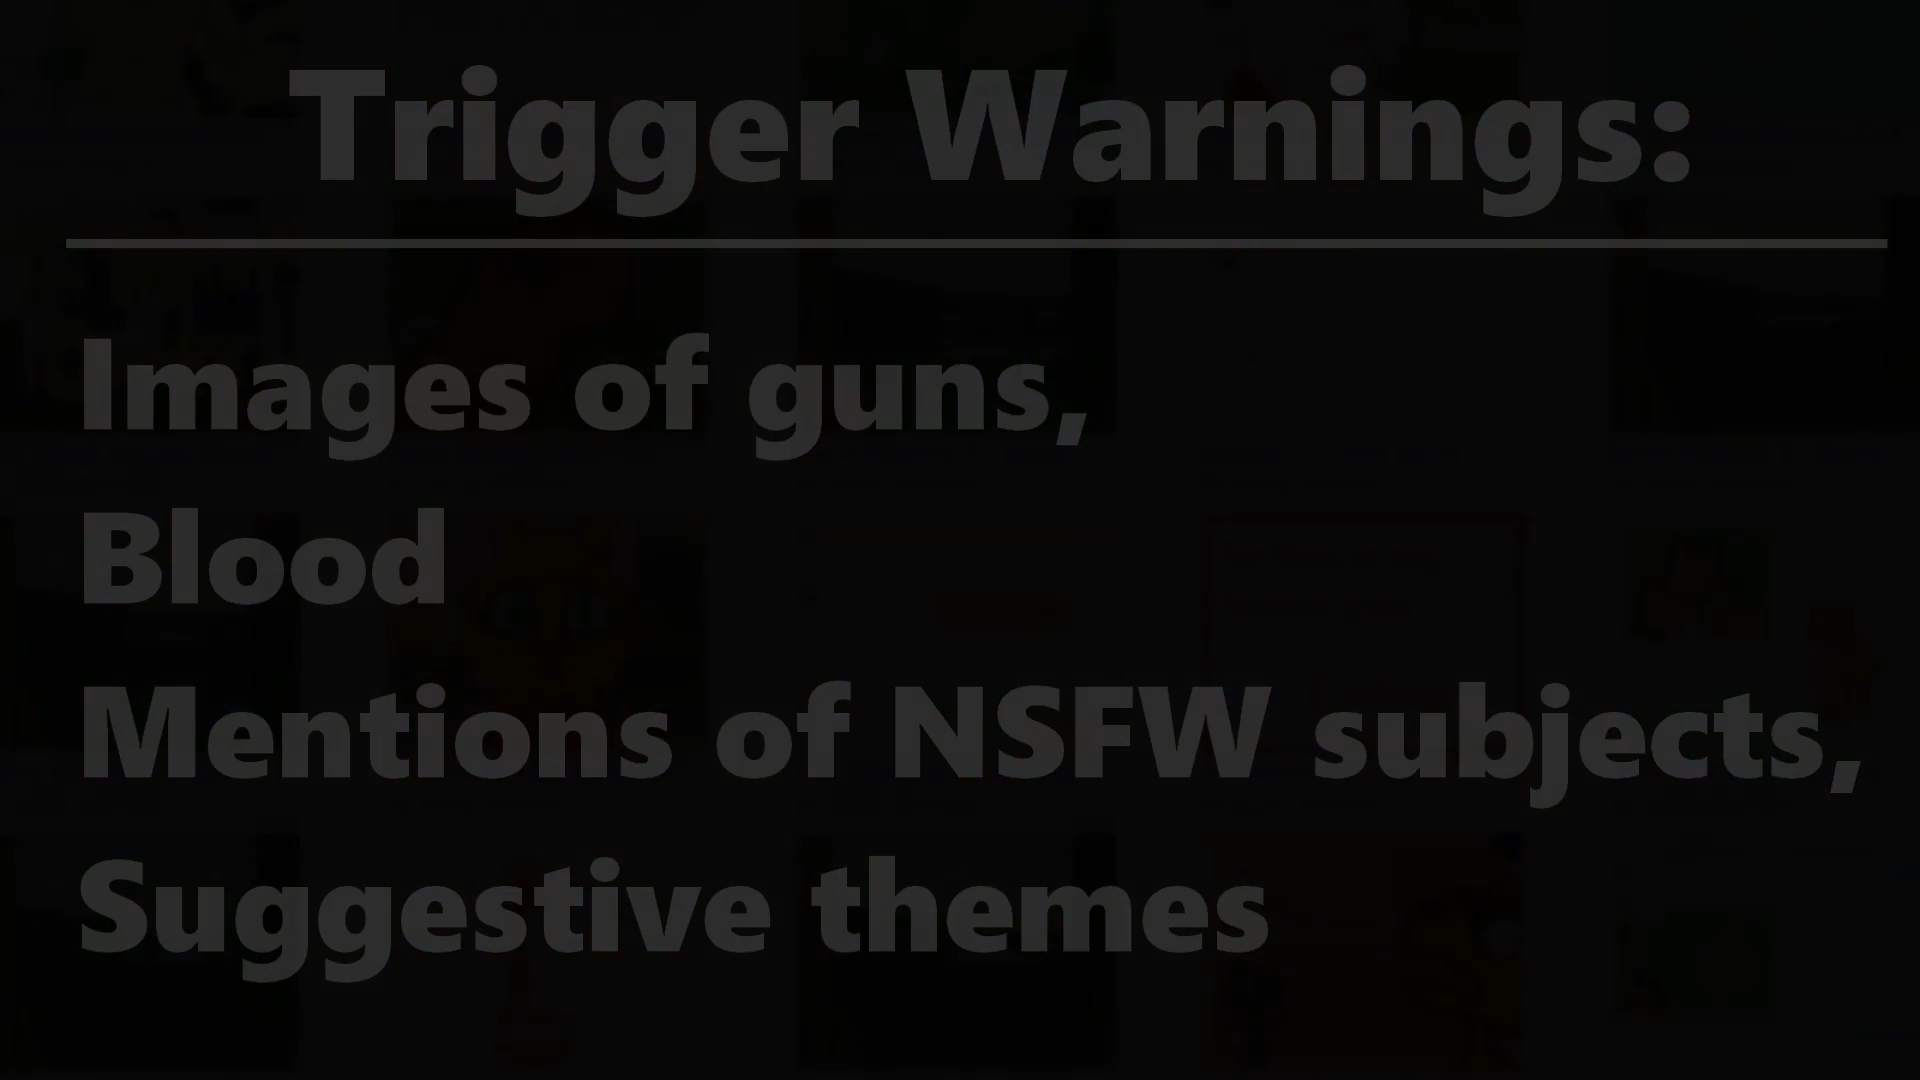 Trigger Warnings:
Images of guns,
Blood
Mentions of NSFW subjects,
Suggestive themes